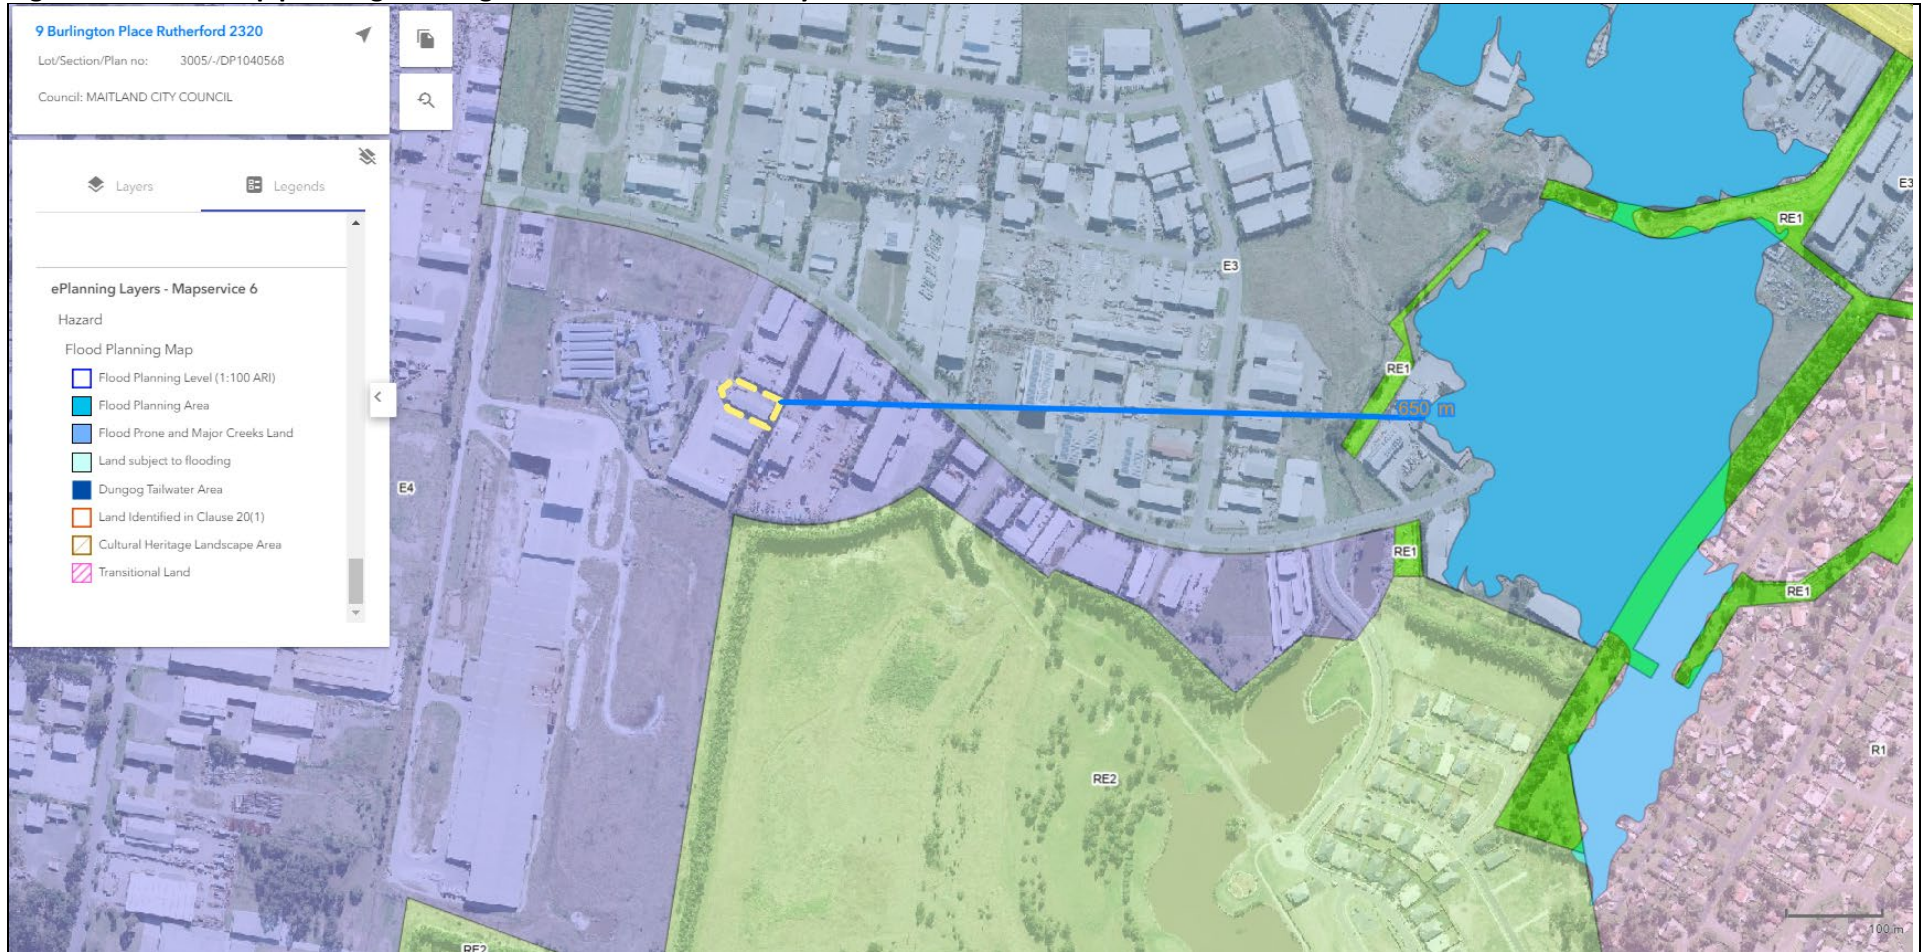 9 Burlington Place Rutherford 2320
Lot/Section/Plan no: 3005/-/DP1040568
Council: MAITLAND CITY COUNCIL
Layers
Legends
ePlanning Layers - Mapservice 6
Hazard
Flood Planning Map
Flood Planning Level (1:100 ARI)
Flood Planning Area
Flood Prone and Major Creeks Land
Land subject to flooding
Dungog Tailwater Area
Land Identified in Clause 20(1)
Cultural Heritage Landscape Area
Transitional Land
E3
RE1
E3
RE1
650 m
E4
RE1
RE1
R1
RE2
RE2
100 m